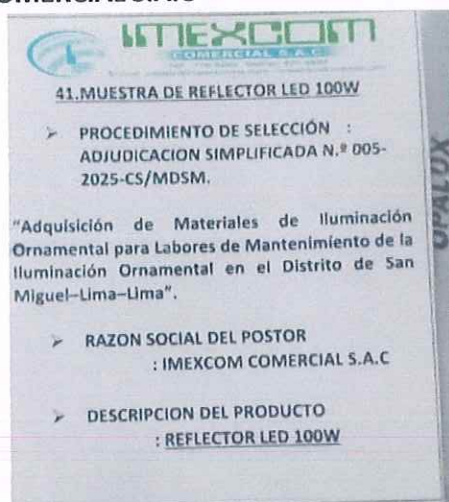 IMEXCOM
COMERCIAL S.A.C
41.MUESTRA DE REFLECTOR LED 100W
➢ PROCEDIMIENTO DE SELECCIÓN :
ADJUDICACION SIMPLIFICADA N.º 005-
2025-CS/MDSM.
"Adquisición de Materiales de Iluminación
Ornamental para Labores de Mantenimiento de la
Iluminación Ornamental en el Distrito de San
Miguel–Lima–Lima".
➢ RAZON SOCIAL DEL POSTOR
: IMEXCOM COMERCIAL S.A.C
➢ DESCRIPCION DEL PRODUCTO
: REFLECTOR LED 100W
OPALUX